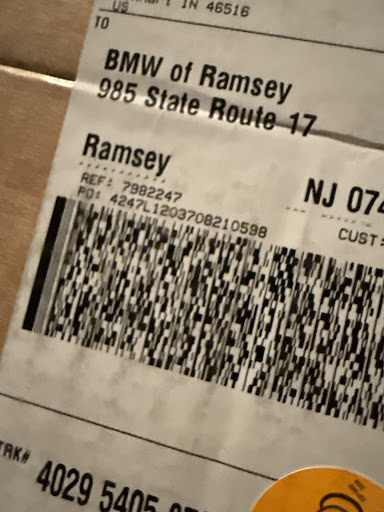 IN 46516
US
TO
BMW of Ramsey
985 State Route 17
Ramsey
NJ 074
REF: 7982247
PO: 4247L1203708210598
CUST:
TRK#
4029 5405